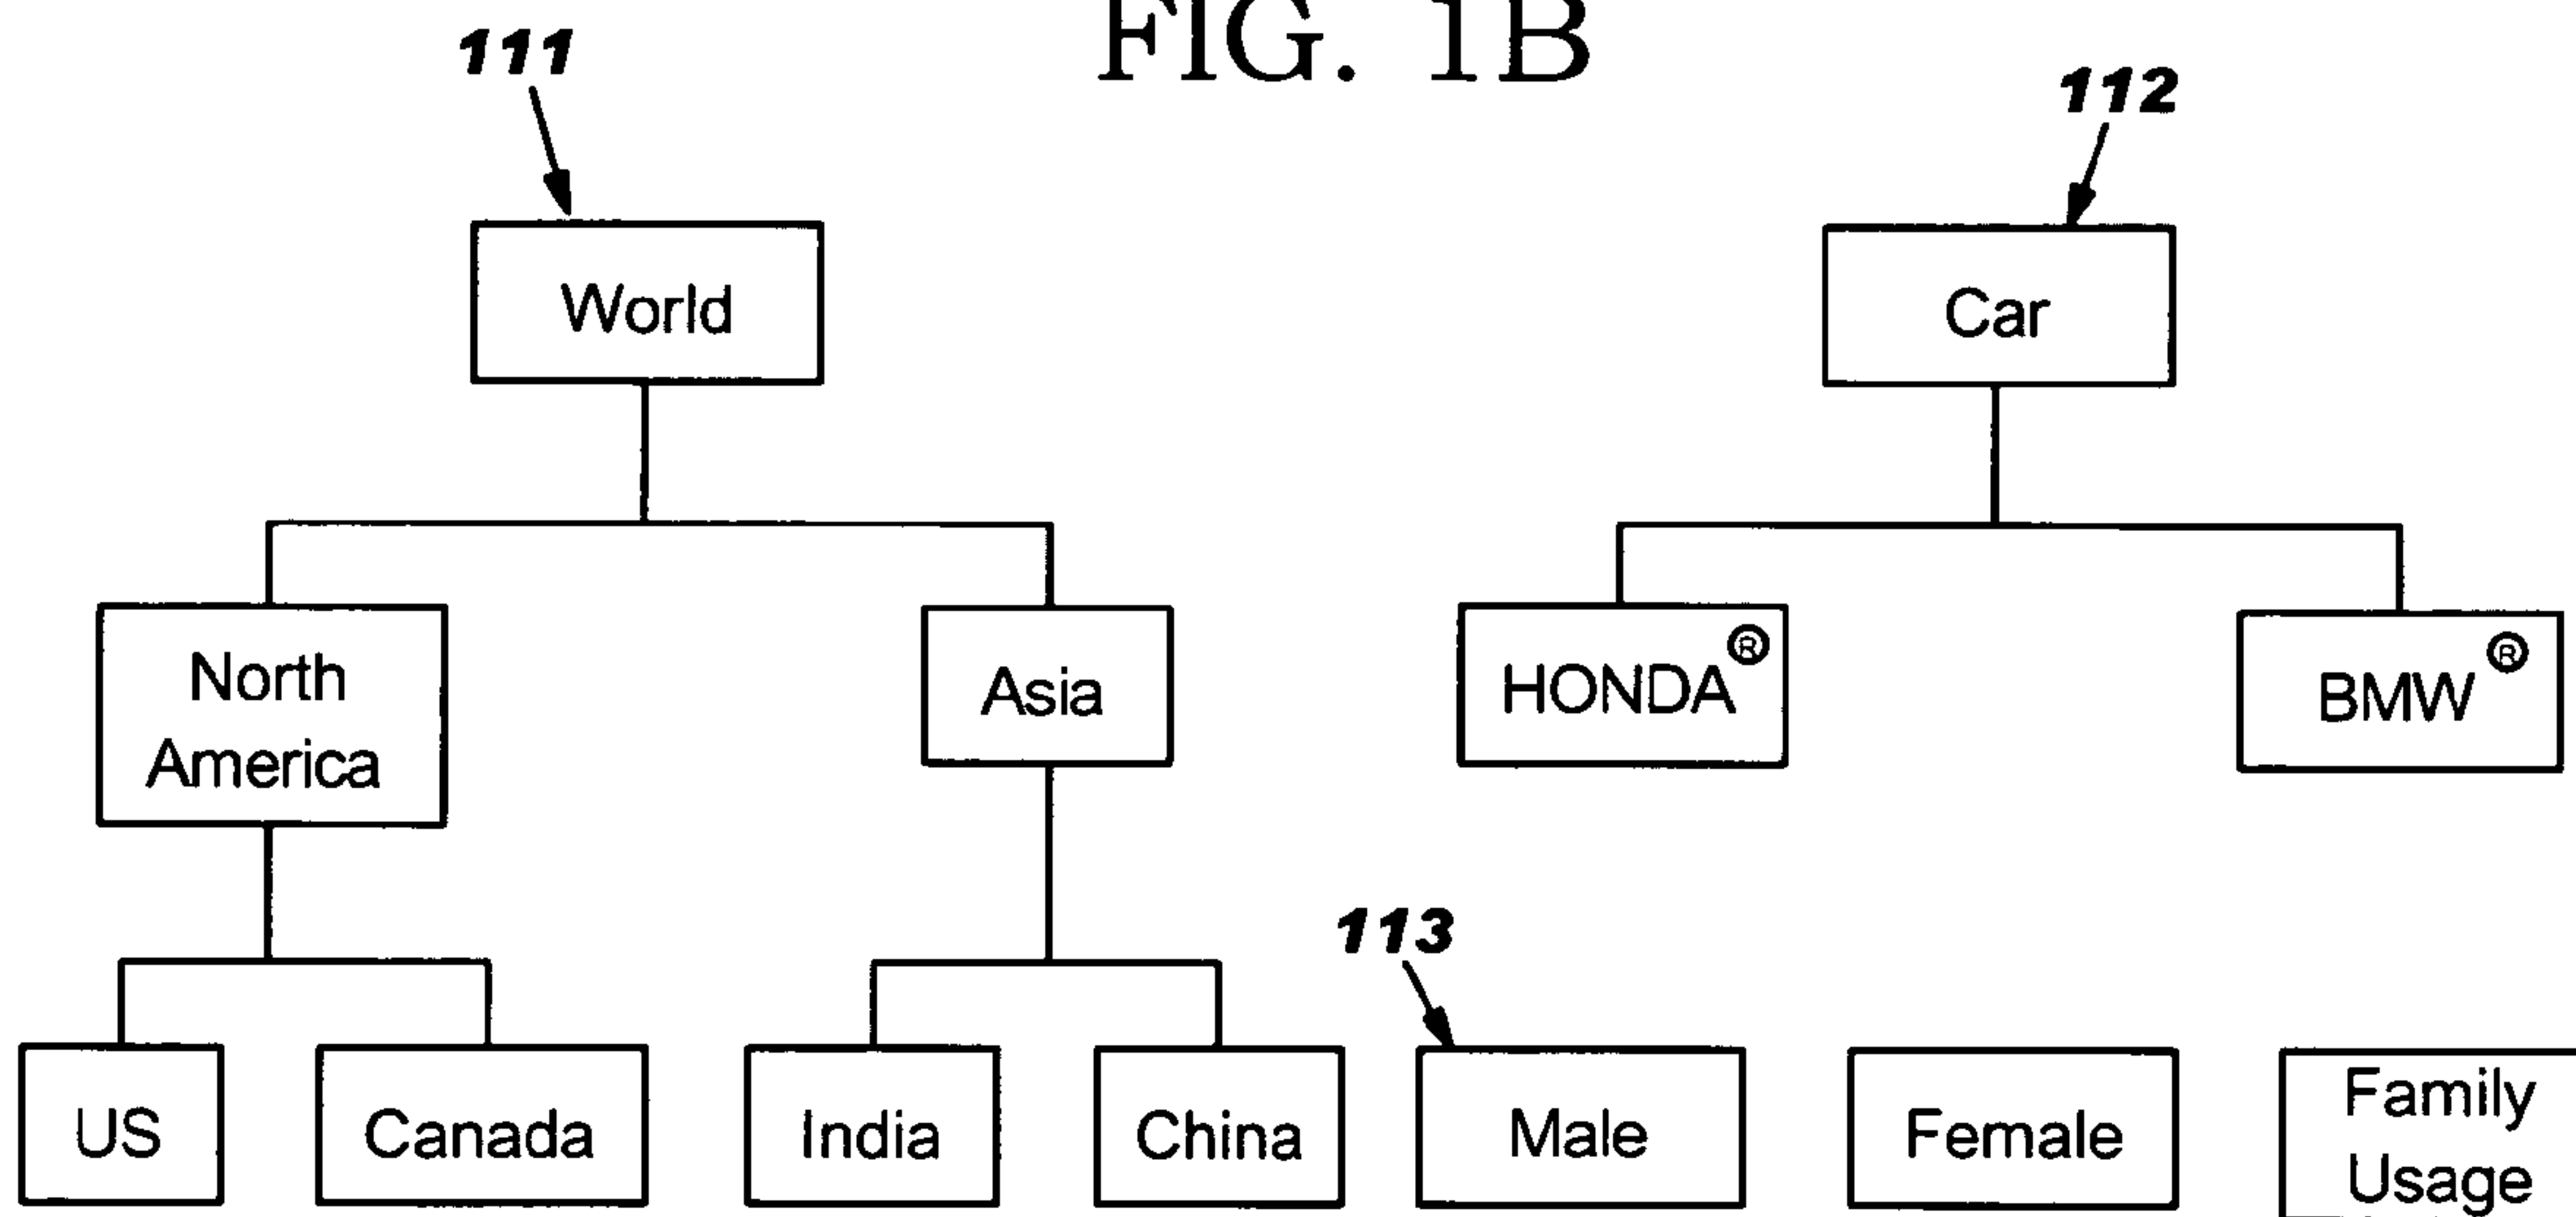 FIG. 1B
111
112
World
Car
North
America
Asia
HONDA®
BMW®
113
US
Canada
India
China
Male
Female
Family
Usage